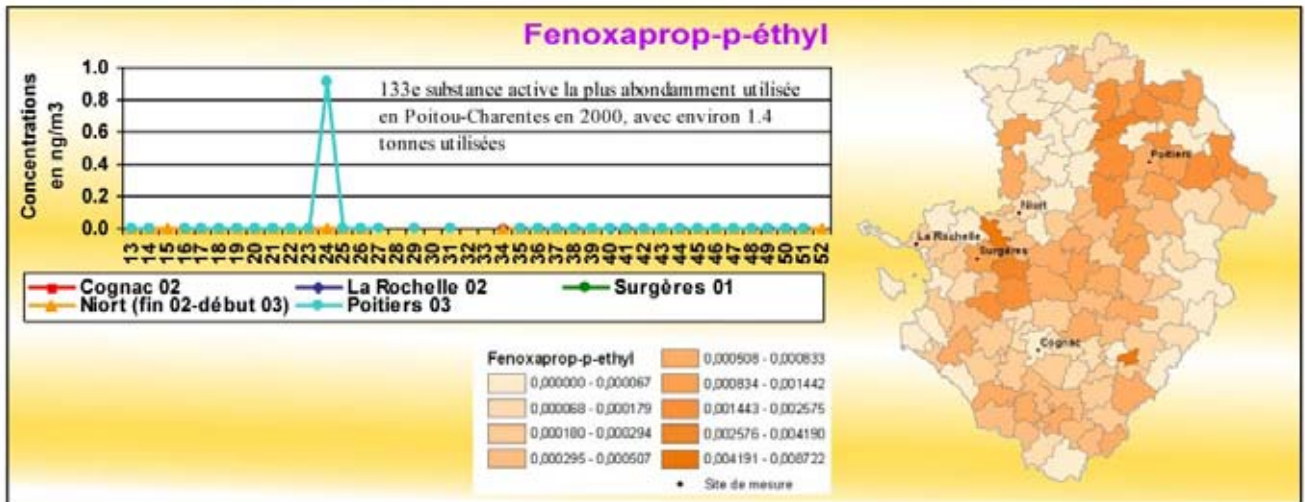 Fenoxaprop-p-éthyl
Concentrations
en ng/m3
1.0
0.8
0.6
0.4
0.2
0.0
133e substance active la plus abondamment utilisée
en Poitou-Charentes en 2000, avec environ 1.4
tonnes utilisées
13 14 15 16 17 18 19 20 21 22 23 24 25 26 27 28 29 30 31 32 33 34 35 36 37 38 39 40 41 42 43 44 45 46 47 48 49 50 51 52
Cognac 02 La Rochelle 02 Surgères 01
Niort (fin 02-début 03) Poitiers 03
Poitiers
Niort
La Rochelle
Surgères
Cognac
Fenoxaprop-p-ethyl
0,000000 - 0,000067
0,000068 - 0,000179
0,000180 - 0,000294
0,000295 - 0,000507
0,000508 - 0,000833
0,000834 - 0,001442
0,001443 - 0,002575
0,002576 - 0,004190
0,004191 - 0,008722
Site de mesure